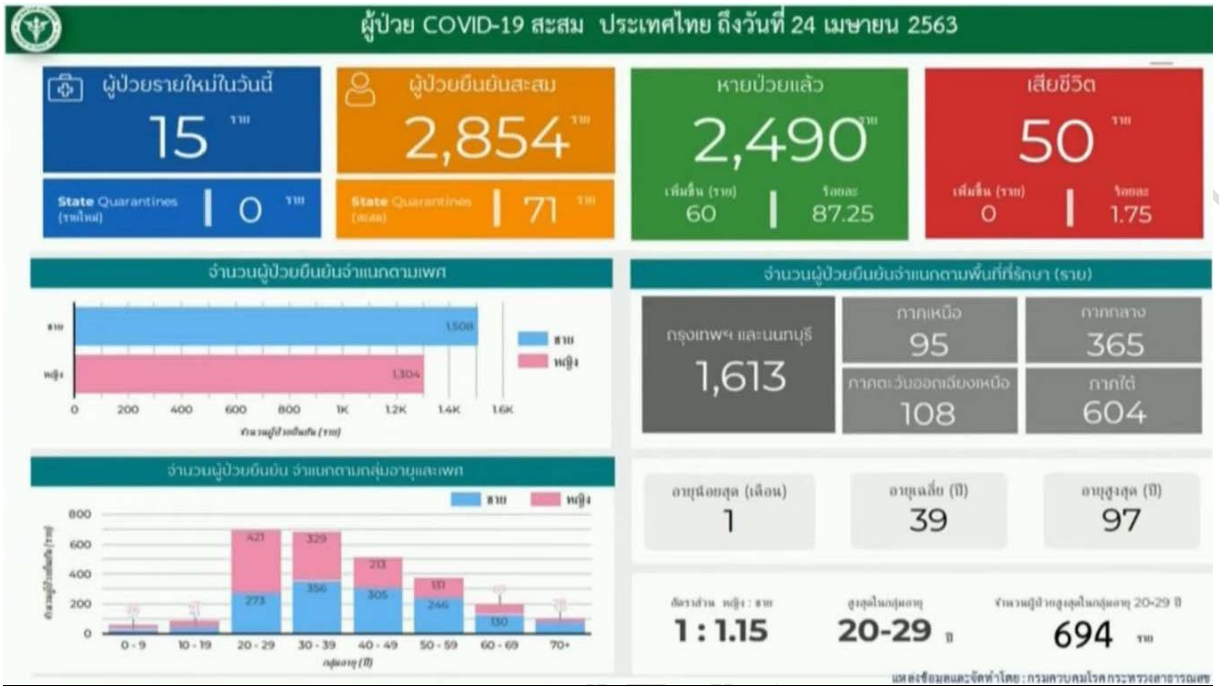 ผู้ป่วย COVID-19 สะสม ประเทศไทย ถึงวันที่ 24 เมษายน 2563
ผู้ป่วยรายใหม่ในวันนี้
15 ราย
State Quarantines (รายใหม่) 0 ราย
ผู้ป่วยยืนยันสะสม
2,854 ราย
State Quarantines (สะสม) 71 ราย
หายป่วยแล้ว
2,490 ราย
เพิ่มขึ้น (ราย) ร้อยละ
60 87.25
เสียชีวิต
50 ราย
เพิ่มขึ้น (ราย) ร้อยละ
0 1.75
จำนวนผู้ป่วยยืนยันจำแนกตามเพศ
ชาย 1,508
หญิง 1,304
ชาย
หญิง
0 200 400 600 800 1K 1.2K 1.4K 1.6K
จำนวนผู้ป่วยยืนยัน (ราย)
จำนวนผู้ป่วยยืนยันจำแนกตามพื้นที่ที่รักษา (ราย)
กรุงเทพฯ และนนทบุรี
1,613
ภาคเหนือ
95
ภาคกลาง
365
ภาคตะวันออกเฉียงเหนือ
108
ภาคใต้
604
จำนวนผู้ป่วยยืนยัน จำแนกตามกลุ่มอายุและเพศ
ชาย หญิง
จำนวนผู้ป่วยยืนยัน (ราย)
800
600
400
200
0
421 329 213 131
273 356 305 246 130
0 - 9 10 - 19 20 - 29 30 - 39 40 - 49 50 - 59 60 - 69 70+
กลุ่มอายุ (ปี)
อายุน้อยสุด (เดือน)
1
อายุเฉลี่ย (ปี)
39
อายุสูงสุด (ปี)
97
อัตราส่วน หญิง : ชาย
1 : 1.15
สูงสุดในกลุ่มอายุ
20-29 ปี
จำนวนผู้ป่วยสูงสุดในกลุ่มอายุ 20-29 ปี
694 ราย
แหล่งข้อมูลและจัดทำโดย : กรมควบคุมโรค กระทรวงสาธารณสุข